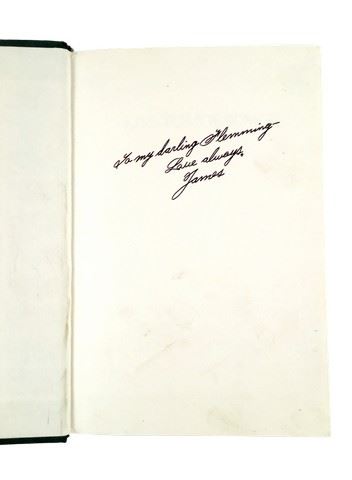 To my darling Flemming—
Love always,
James